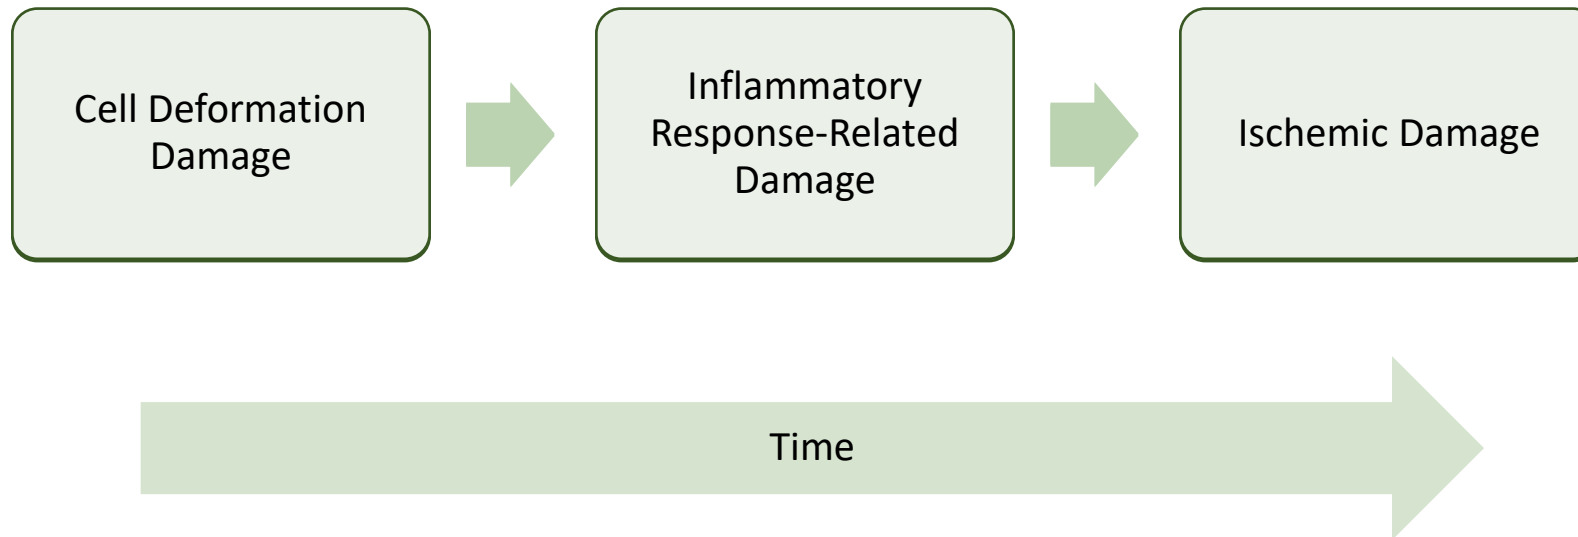 Cell Deformation
Damage
Inflammatory
Response-Related
Damage
Ischemic Damage
Time